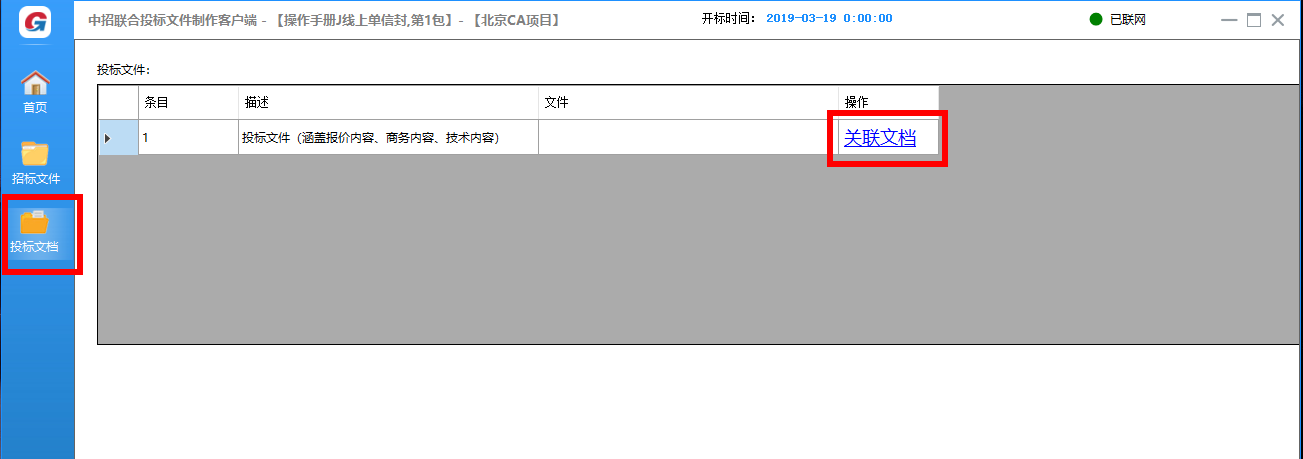 中招联合投标文件制作客户端 - 【操作手册J线上单信封,第1包】- 【北京CA项目】
开标时间： 2019-03-19 0:00:00
已联网
首页
招标文件
投标文档
投标文件：
条目 描述 文件 操作
1 投标文件（涵盖报价内容、商务内容、技术内容） 关联文档